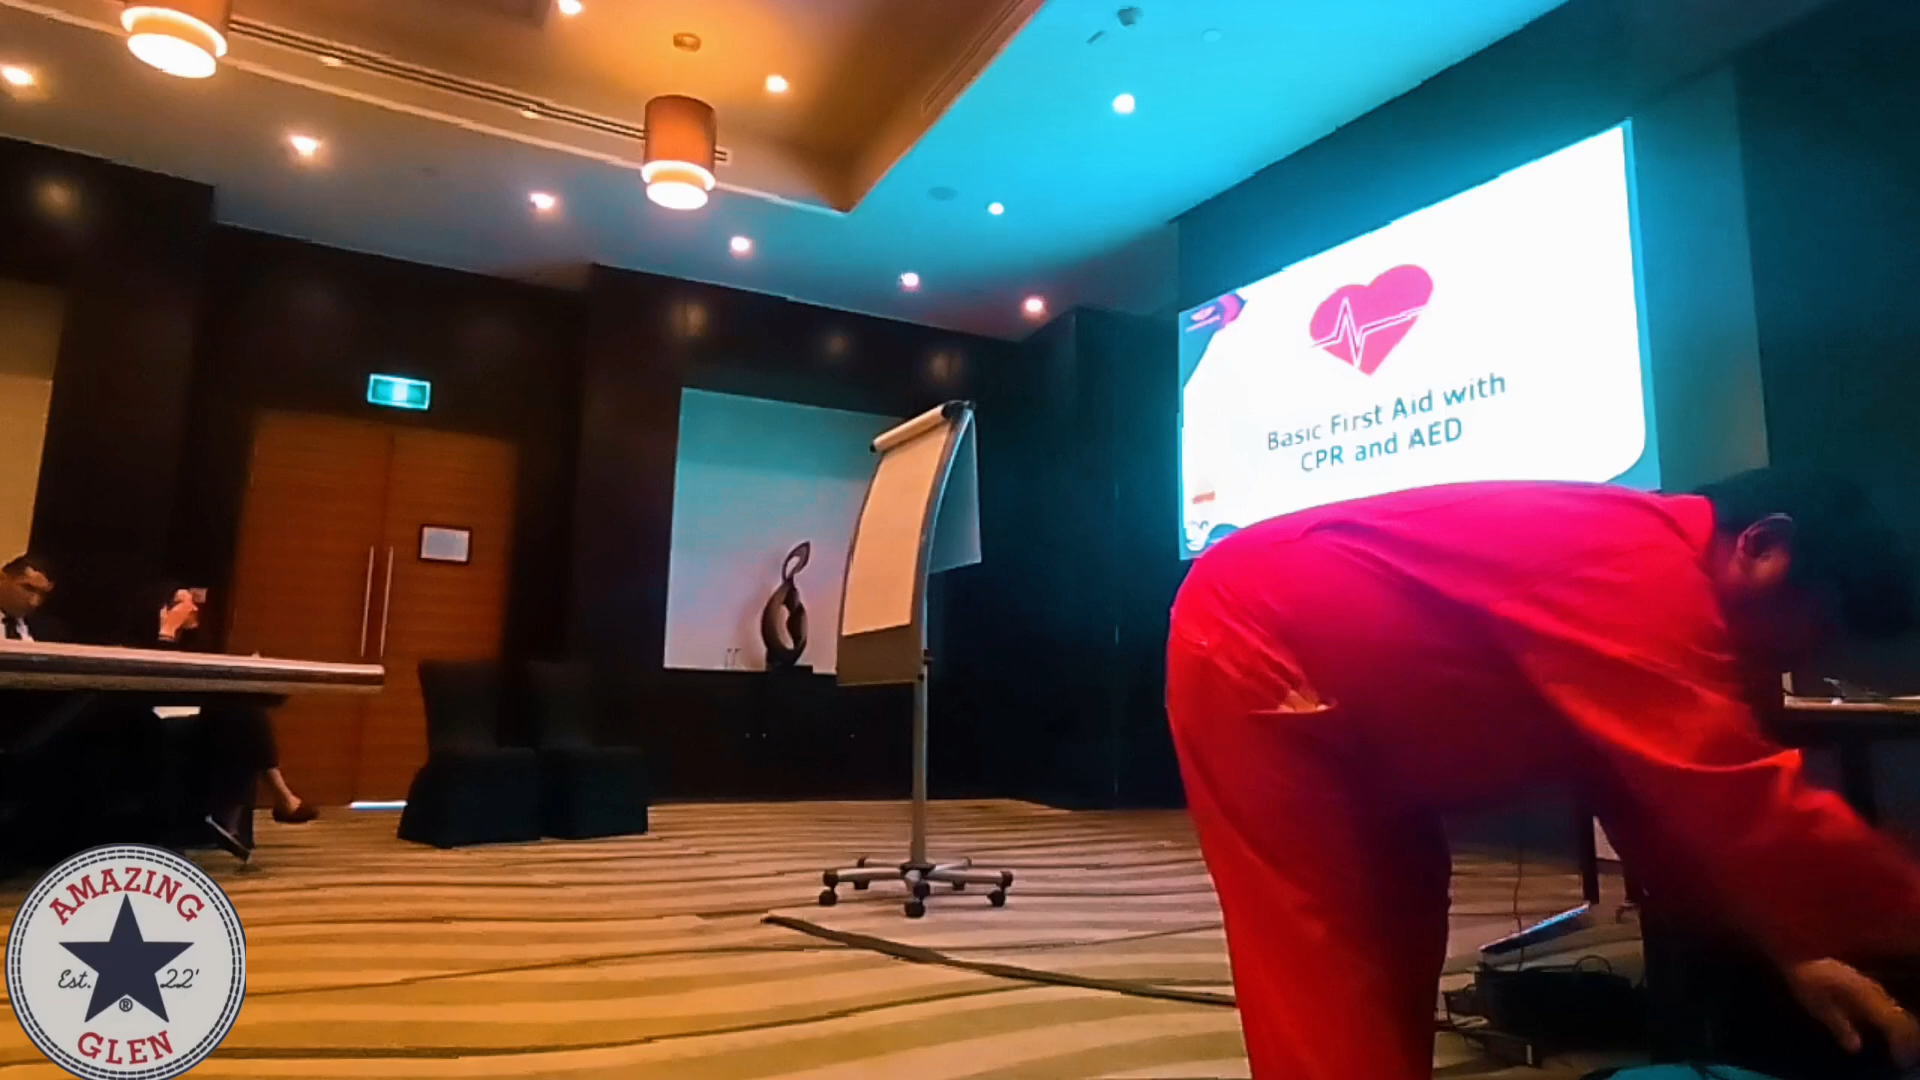 Basic First Aid with
CPR and AED
AMAZING
Est. 22'
®
GLEN